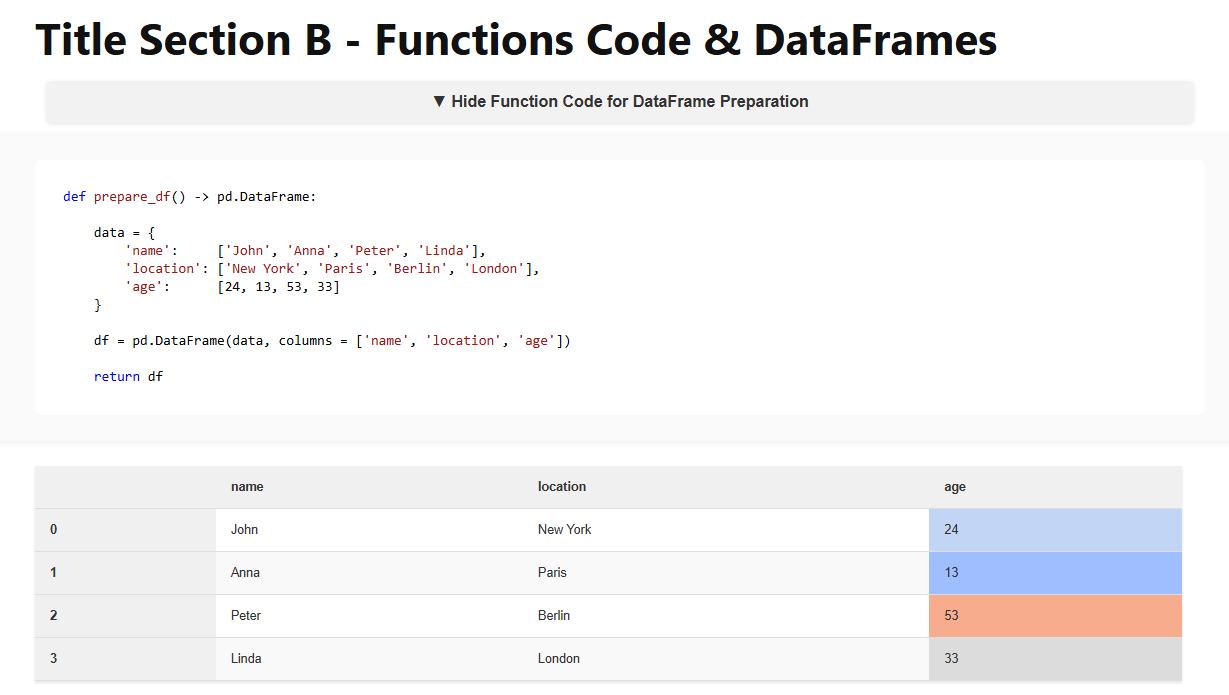 Title Section B - Functions Code & DataFrames
▼ Hide Function Code for DataFrame Preparation
def prepare_df() -> pd.DataFrame:
    data = {
        'name':     ['John', 'Anna', 'Peter', 'Linda'],
        'location': ['New York', 'Paris', 'Berlin', 'London'],
        'age':      [24, 13, 53, 33]
    }
    df = pd.DataFrame(data, columns = ['name', 'location', 'age'])
    return df
name location age
0 John New York 24
1 Anna Paris 13
2 Peter Berlin 53
3 Linda London 33